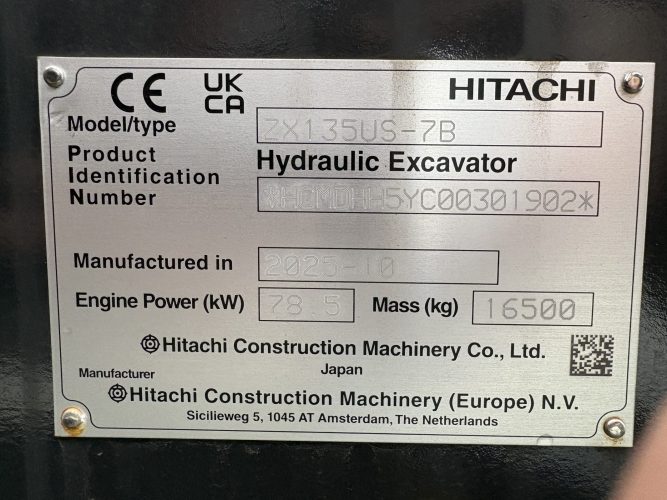 CE UK CA HITACHI
Model/type ZX135US-7B
Product Hydraulic Excavator
Identification
Number
Manufactured in 2025-10
Engine Power (kW) 78.5 Mass (kg) 16500
Hitachi Construction Machinery Co., Ltd.
Japan
Manufacturer
Hitachi Construction Machinery (Europe) N.V.
Sicilieweg 5, 1045 AT Amsterdam, The Netherlands